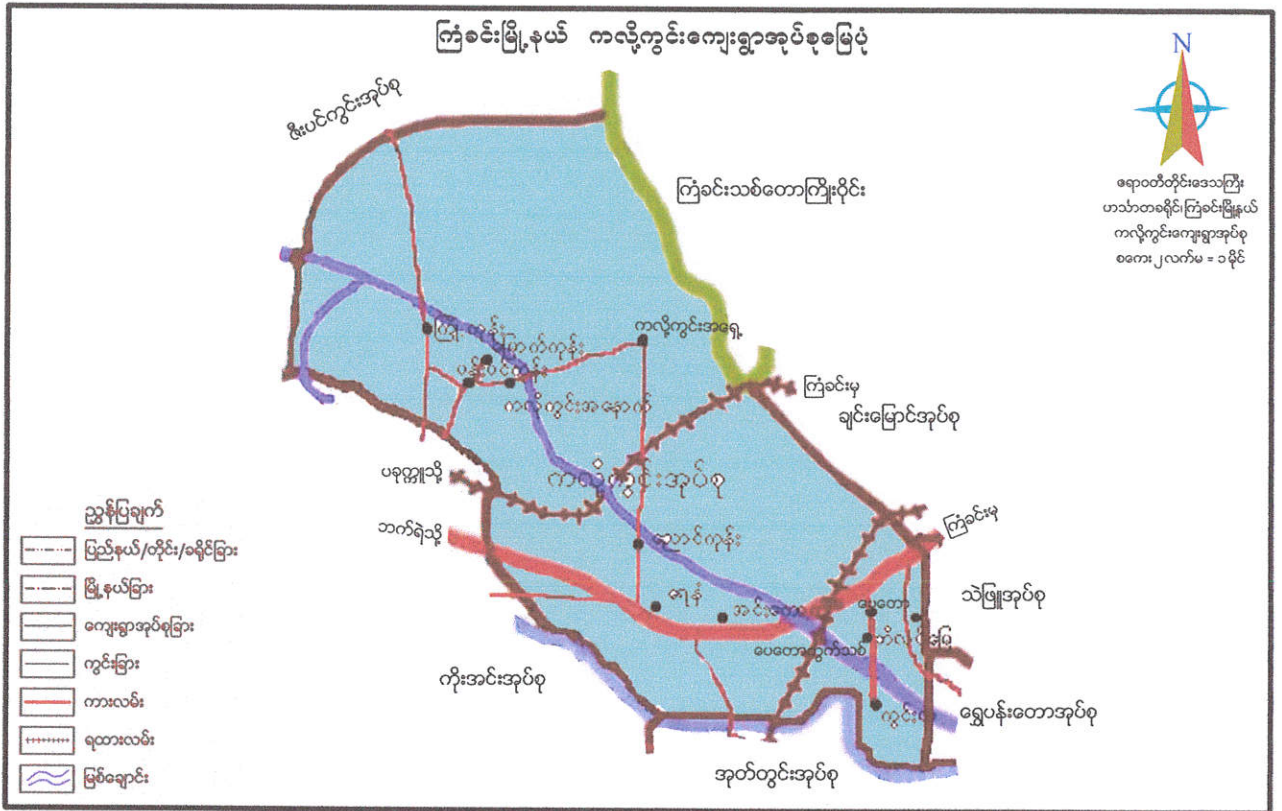 ကြံခင်းမြို့နယ် ကလို့ကွင်းကျေးရွာအုပ်စုမြေပုံ
N
ဧရာဝတီတိုင်းဒေသကြီး
ဟင်္သာတခရိုင်၊ကြံခင်းမြို့နယ်
ကလို့ကွင်းကျေးရွာအုပ်စု
စကေး ၂ လက်မ = ၁ မိုင်
ဇီးပင်ကွင်းအုပ်စု
ကြံခင်းသစ်တောကြိုးဝိုင်း
ကလို့ကွင်းအရှေ့
ကလို့ကွင်းအနောက်
ကြံခင်းမှ
ချင်းမြောင်အုပ်စု
ပခုက္ကူသို့
ကလို့ကွင်းအုပ်စု
ဘက်ရဲသို့
ညောင်ကုန်း
ကြံခင်းမှ
ရေနံ
အင်းတော
ပေတော
သဲဖြူအုပ်စု
ပေတောကွက်သစ်
ကိုးအင်းအုပ်စု
ရွှေပန်းတောအုပ်စု
အုတ်တွင်းအုပ်စု
ညွှန်ပြချက်
ပြည်နယ်/တိုင်း/ခရိုင်ခြား
မြို့နယ်ခြား
ကျေးရွာအုပ်စုခြား
ကွင်းခြား
ကားလမ်း
ရထားလမ်း
မြစ်ချောင်း